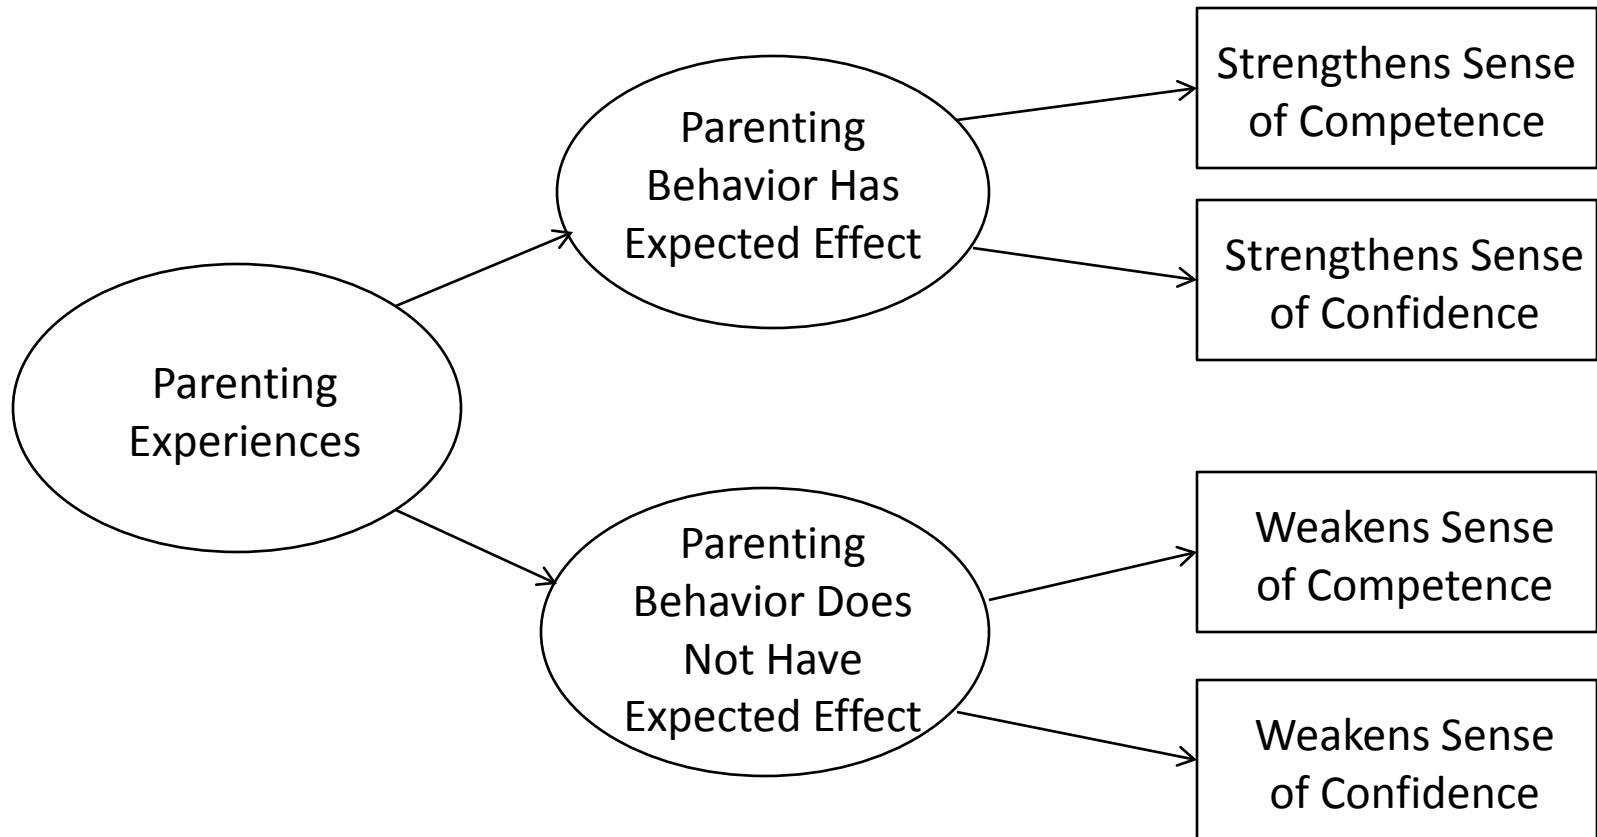 Parenting
Experiences
Parenting
Behavior Has
Expected Effect
Strengthens Sense
of Competence
Strengthens Sense
of Confidence
Parenting
Behavior Does
Not Have
Expected Effect
Weakens Sense
of Competence
Weakens Sense
of Confidence